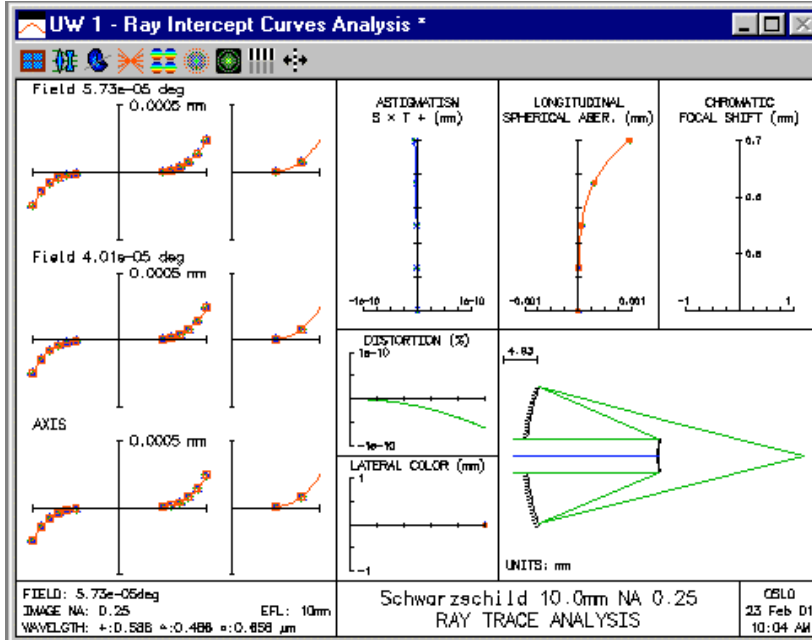 UW 1 - Ray Intercept Curves Analysis *
Field 5.73e-05 deg
0.0005 mm
Field 4.01e-05 deg
0.0005 mm
AXIS
0.0005 mm
ASTIGMATISM
S × T + (mm)
-1e-10 1e-10
LONGITUDINAL
SPHERICAL ABER. (mm)
-0.001 0.001
CHROMATIC
FOCAL SHIFT (mm)
0.7
0.6
0.5
-1 1
DISTORTION (%)
1e-10
-1e-10
LATERAL COLOR (mm)
1
-1
4.83
UNITS: mm
FIELD: 5.73e-05deg
IMAGE NA: 0.25 EFL: 10mm
WAVELGTH: +:0.588 ▵:0.486 ▫:0.656 µm
Schwarzschild 10.0mm NA 0.25
RAY TRACE ANALYSIS
OSLO
23 Feb 01
10:04 AM